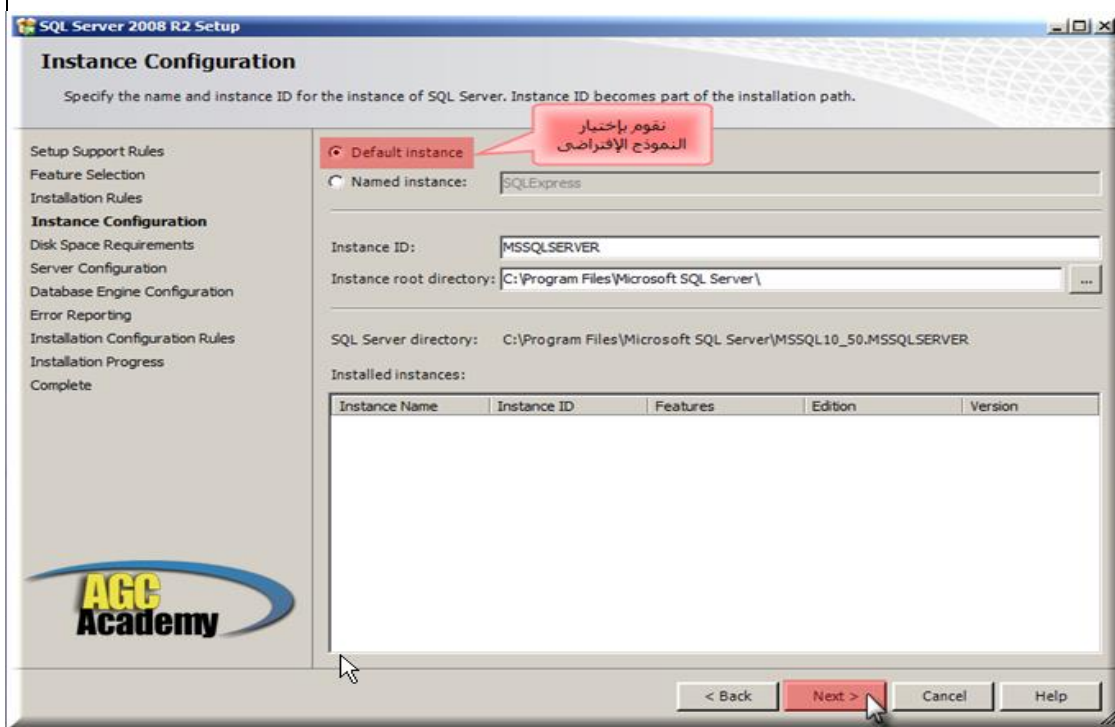 SQL Server 2008 R2 Setup
Instance Configuration
Specify the name and instance ID for the instance of SQL Server. Instance ID becomes part of the installation path.
نقوم بإختيار
النموذج الإفتراضى
Setup Support Rules
Feature Selection
Installation Rules
Instance Configuration
Disk Space Requirements
Server Configuration
Database Engine Configuration
Error Reporting
Installation Configuration Rules
Installation Progress
Complete
Default instance
Named instance: SQLExpress
Instance ID: MSSQLSERVER
Instance root directory: C:\Program Files\Microsoft SQL Server\ ...
SQL Server directory: C:\Program Files\Microsoft SQL Server\MSSQL10_50.MSSQLSERVER
Installed instances:
Instance Name Instance ID Features Edition Version
AGC
Academy
< Back Next > Cancel Help